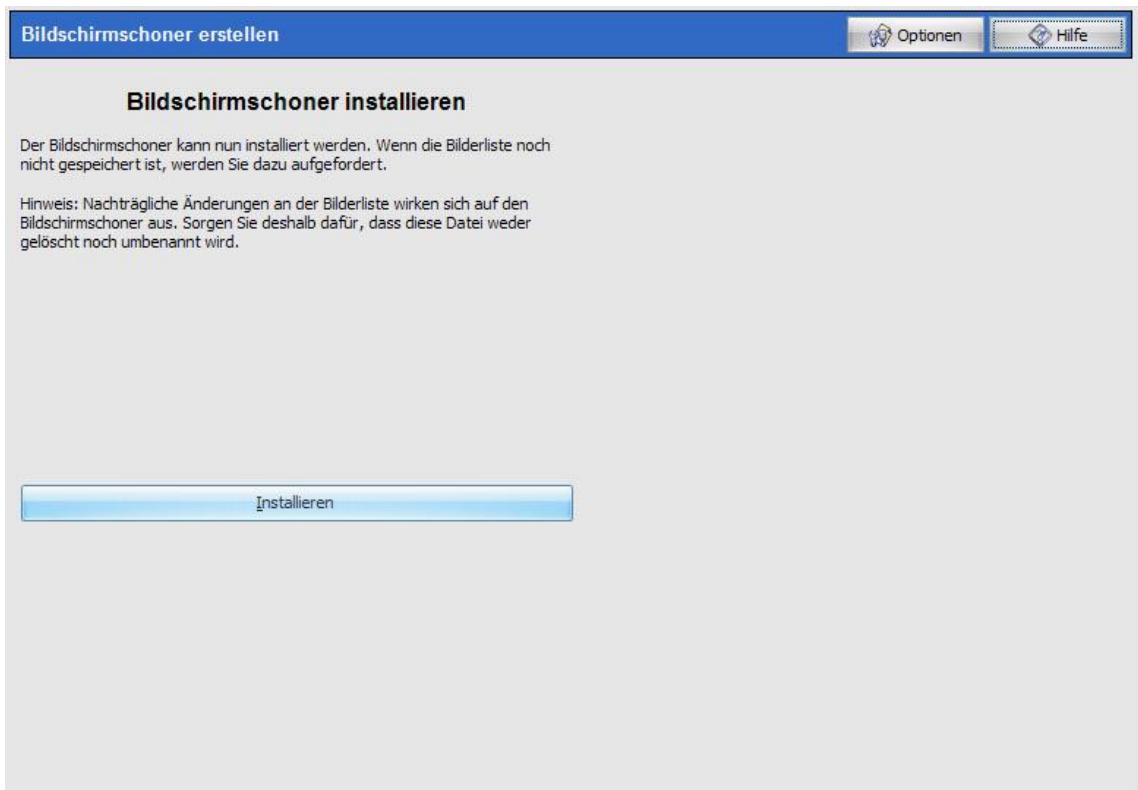 Bildschirmschoner erstellen
Optionen
Hilfe
Bildschirmschoner installieren
Der Bildschirmschoner kann nun installiert werden. Wenn die Bilderliste noch
nicht gespeichert ist, werden Sie dazu aufgefordert.
Hinweis: Nachträgliche Änderungen an der Bilderliste wirken sich auf den
Bildschirmschoner aus. Sorgen Sie deshalb dafür, dass diese Datei weder
gelöscht noch umbenannt wird.
Installieren